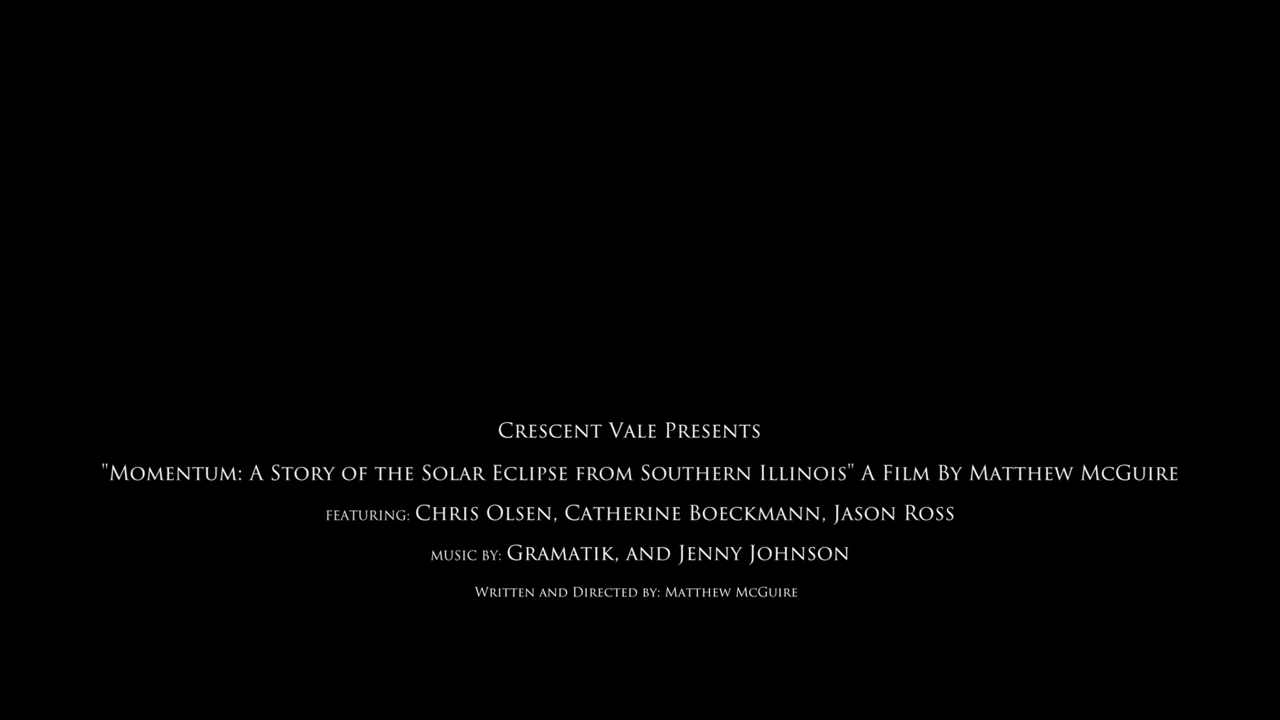 Crescent Vale Presents
"Momentum: A Story of the Solar Eclipse from Southern Illinois" A Film By Matthew McGuire
featuring: Chris Olsen, Catherine Boeckmann, Jason Ross
music by: Gramatik, and Jenny Johnson
Written and Directed by: Matthew McGuire